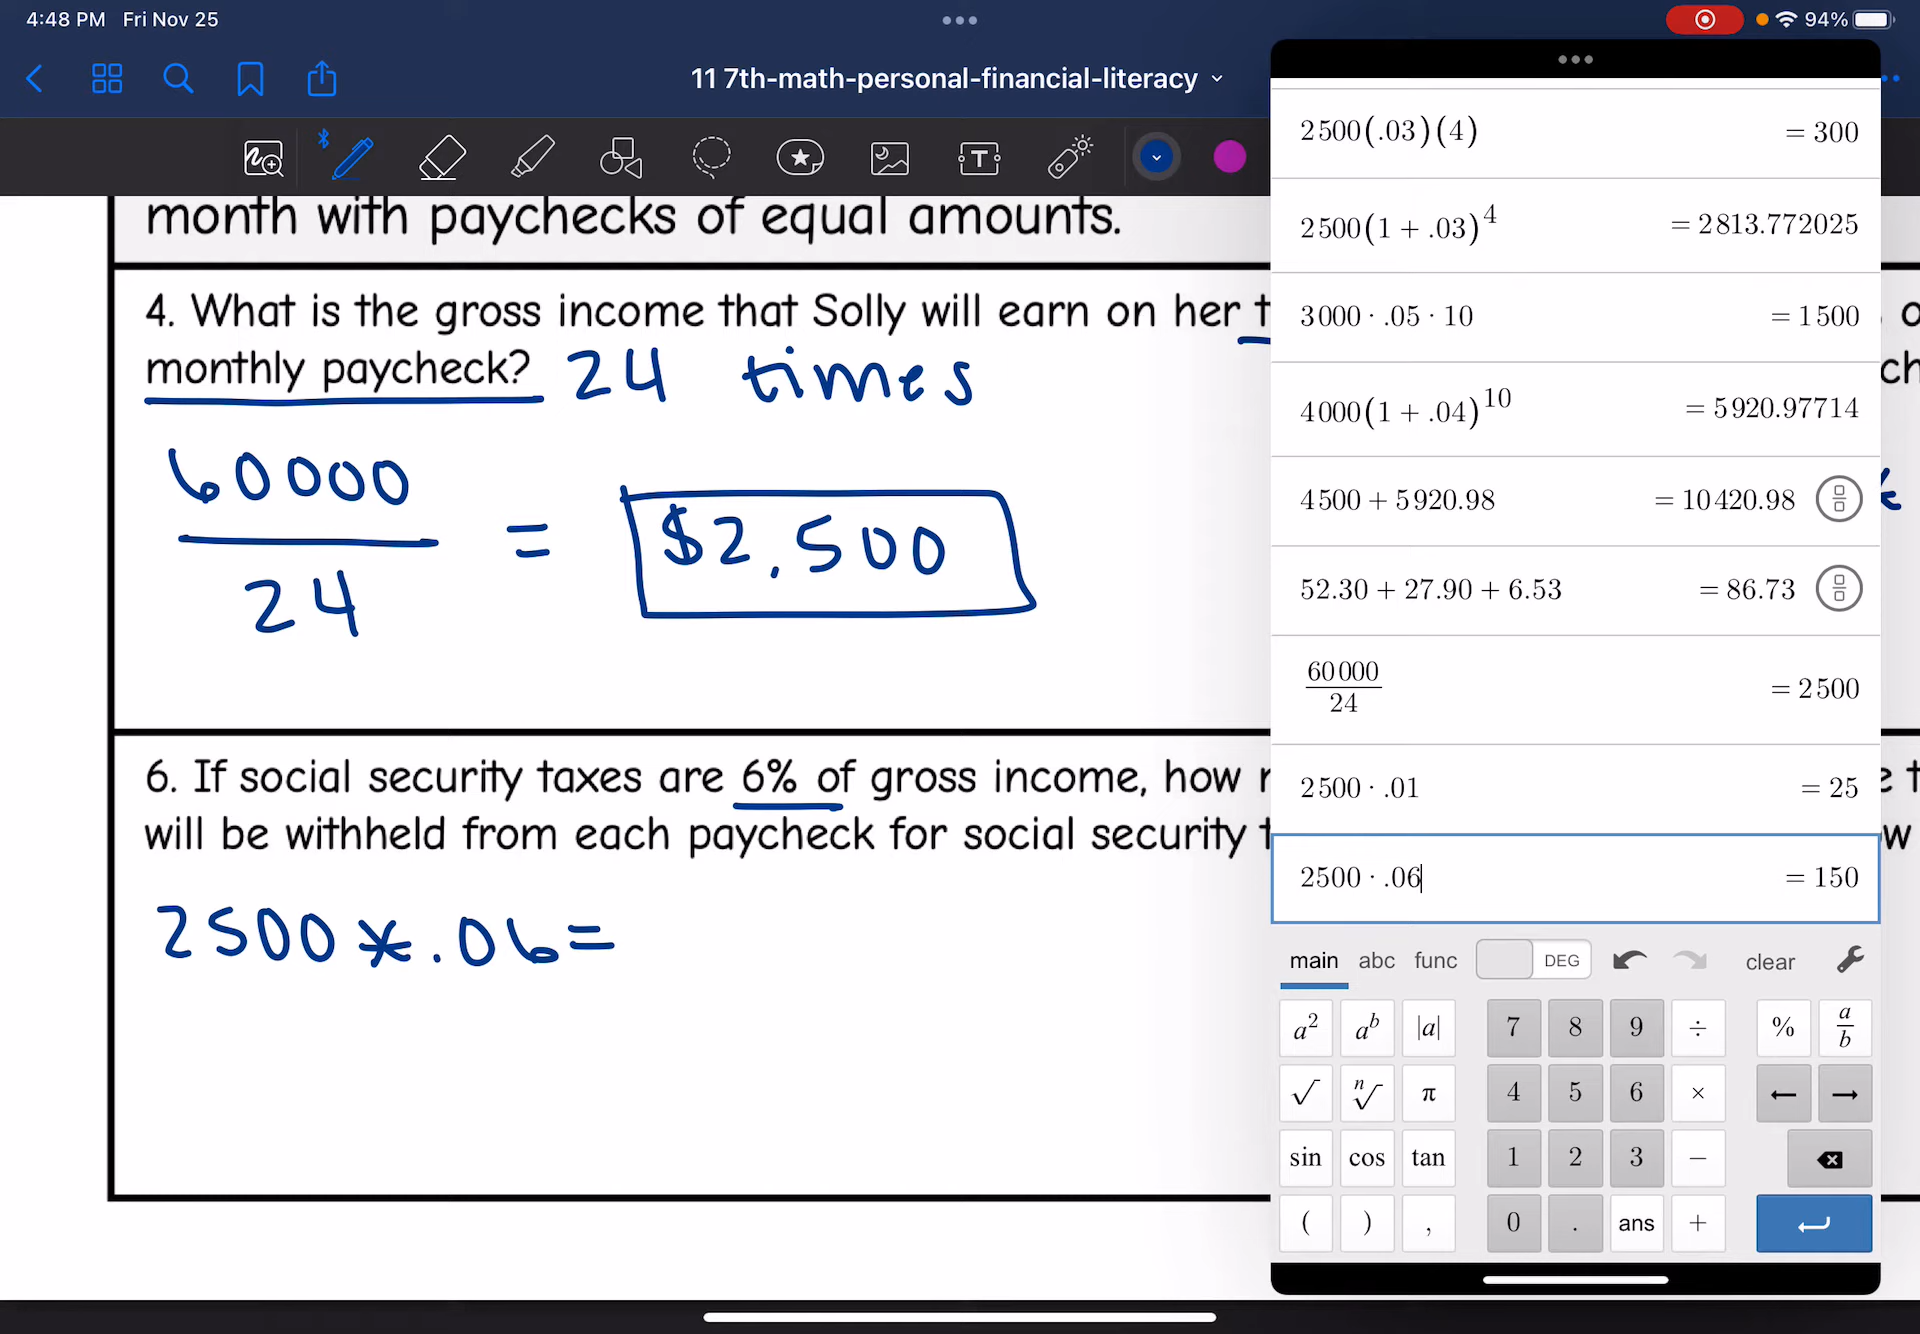 4:48 PM Fri Nov 25
94%
11 7th-math-personal-financial-literacy
T
month with paychecks of equal amounts.
4. What is the gross income that Solly will earn on her t
monthly paycheck? 24 times
60000
24
= $2,500
6. If social security taxes are 6% of gross income, how
will be withheld from each paycheck for social security t
2500 * .06 =
2500(.03)(4) = 300
2500(1 + .03)^4 = 2813.772025
3000 · .05 · 10 = 1500
4000(1 + .04)^10 = 5920.97714
4500 + 5920.98 = 10420.98
52.30 + 27.90 + 6.53 = 86.73
60000
24
= 2500
2500 · .01 = 25
2500 · .06 = 150
main abc func DEG clear
a² a^b |a| 7 8 9 ÷ % a/b
√ ⁿ√ π 4 5 6 × ← →
sin cos tan 1 2 3 −
( ) , 0 . ans +
ch
w